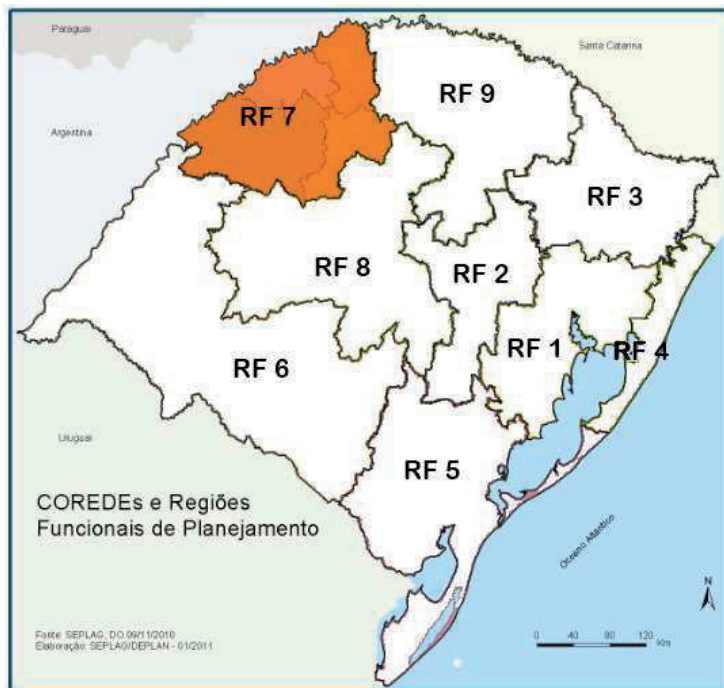 Paraguai
Santa Catarina
RF 9
Argentina
RF 7
RF 3
RF 8
RF 2
RF 1
RF 4
RF 6
Uruguai
RF 5
COREDEs e Regiões
Funcionais de Planejamento
Oceano Atlântico
N
Fonte: SEPLAG, DO 09/11/2010
Elaboração: SEPLAG/DEPLAN - 01/2011
0 40 80 120
Km